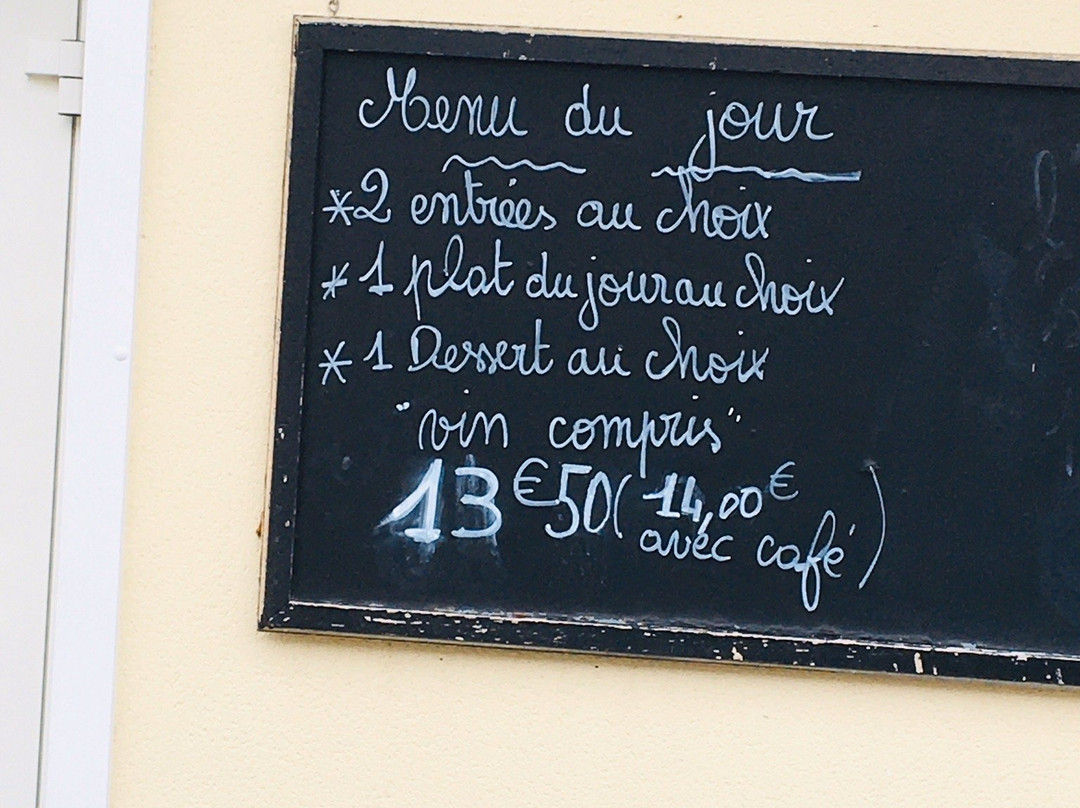 Menu du jour
*2 entrées au choix
*1 plat du jour au choix
*1 Dessert au choix
"vin compris"
13€50 (14,00€
avec café)